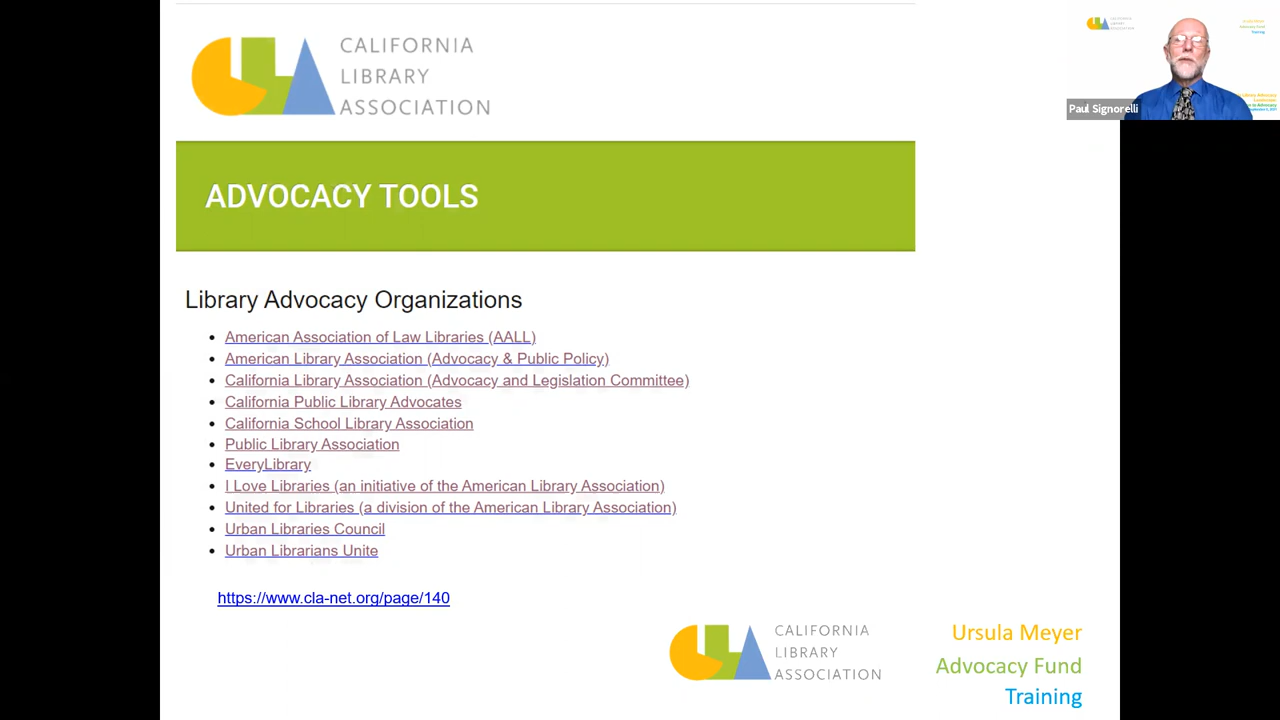 CALIFORNIA
LIBRARY
ASSOCIATION
ADVOCACY TOOLS
Library Advocacy Organizations
American Association of Law Libraries (AALL)
American Library Association (Advocacy & Public Policy)
California Library Association (Advocacy and Legislation Committee)
California Public Library Advocates
California School Library Association
Public Library Association
EveryLibrary
I Love Libraries (an initiative of the American Library Association)
United for Libraries (a division of the American Library Association)
Urban Libraries Council
Urban Librarians Unite
https://www.cla-net.org/page/140
CALIFORNIA
LIBRARY
ASSOCIATION
Ursula Meyer
Advocacy Fund
Training
Paul Signorelli